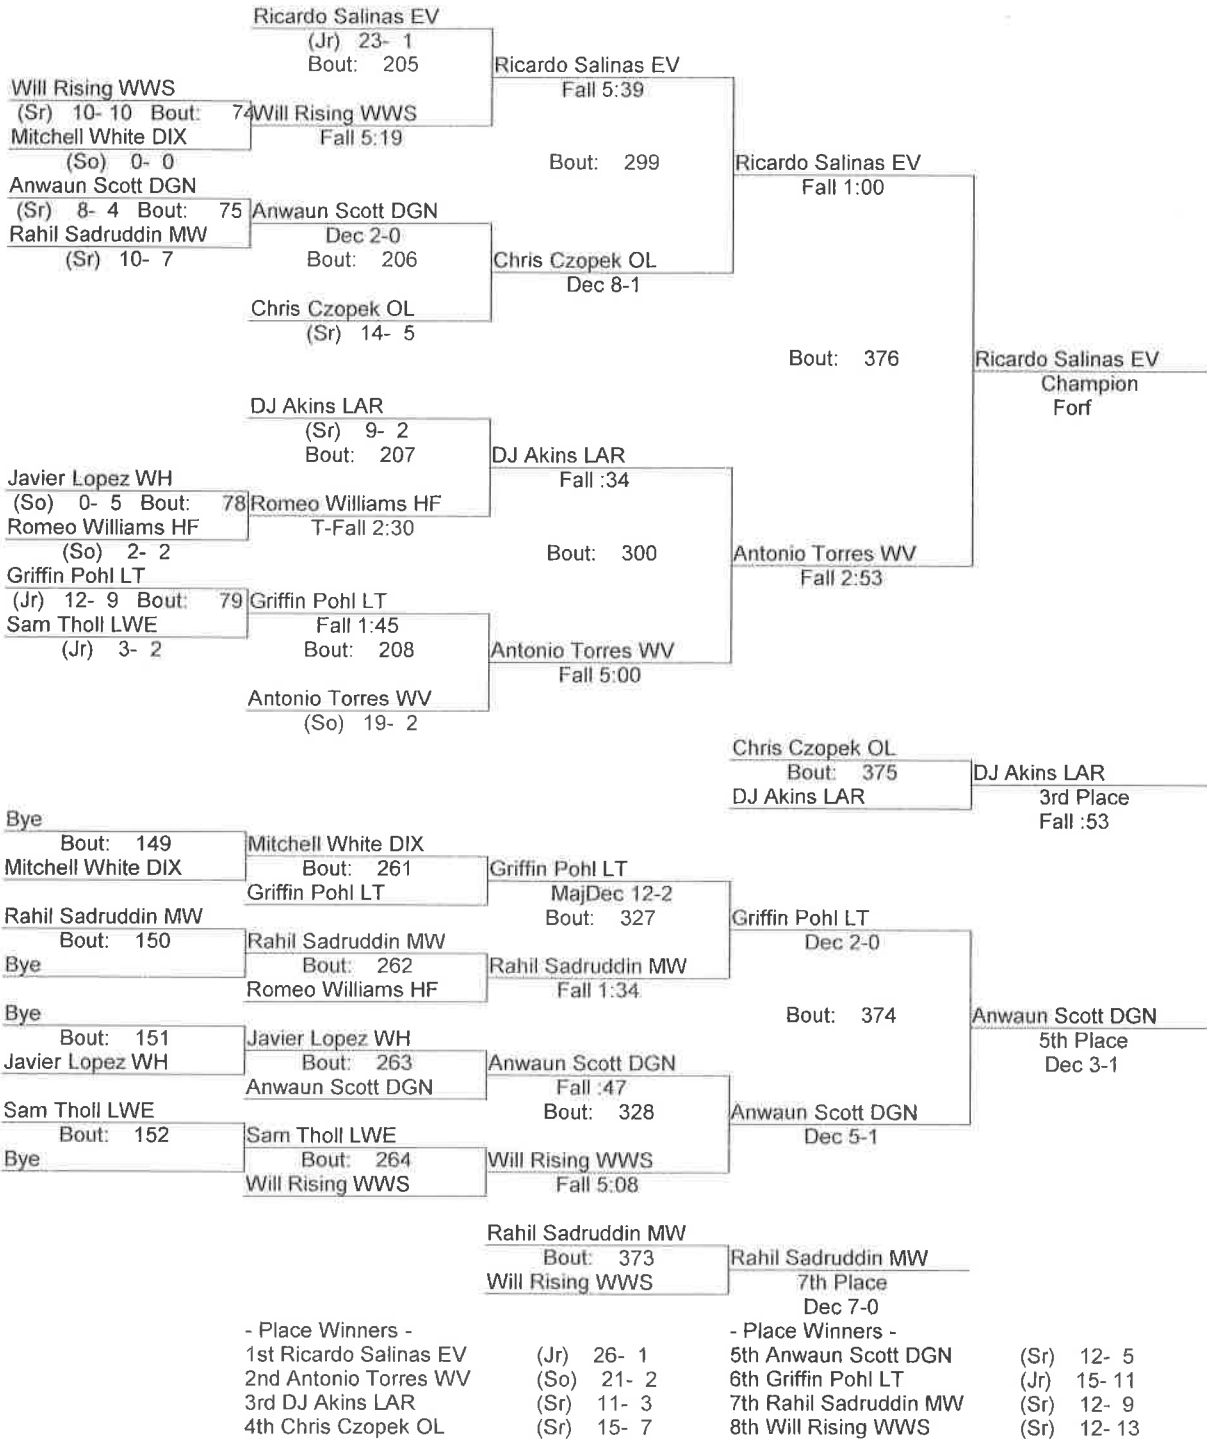 Ricardo Salinas EV
(Jr) 23- 1
Bout: 205
Ricardo Salinas EV
Fall 5:39
Will Rising WWS
(Sr) 10- 10 Bout: 74
Will Rising WWS
Fall 5:19
Mitchell White DIX
(So) 0- 0
Bout: 299
Ricardo Salinas EV
Fall 1:00
Anwaun Scott DGN
(Sr) 8- 4 Bout: 75
Anwaun Scott DGN
Dec 2-0
Rahil Sadruddin MW
(Sr) 10- 7
Bout: 206
Chris Czopek OL
Dec 8-1
Chris Czopek OL
(Sr) 14- 5
Bout: 376
Ricardo Salinas EV
Champion
Forf
DJ Akins LAR
(Sr) 9- 2
Bout: 207
DJ Akins LAR
Fall :34
Javier Lopez WH
(So) 0- 5 Bout: 78
Romeo Williams HF
T-Fall 2:30
Romeo Williams HF
(So) 2- 2
Bout: 300
Antonio Torres WV
Fall 2:53
Griffin Pohl LT
(Jr) 12- 9 Bout: 79
Griffin Pohl LT
Fall 1:45
Sam Tholl LWE
(Jr) 3- 2
Bout: 208
Antonio Torres WV
Fall 5:00
Antonio Torres WV
(So) 19- 2
Chris Czopek OL
Bout: 375
DJ Akins LAR
DJ Akins LAR
3rd Place
Fall :53
Bye
Bout: 149
Mitchell White DIX
Mitchell White DIX
Bout: 261
Griffin Pohl LT
Griffin Pohl LT
MajDec 12-2
Rahil Sadruddin MW
Bout: 150
Bye
Bout: 327
Griffin Pohl LT
Dec 2-0
Rahil Sadruddin MW
Bout: 262
Romeo Williams HF
Rahil Sadruddin MW
Fall 1:34
Bye
Bout: 151
Javier Lopez WH
Bout: 374
Anwaun Scott DGN
5th Place
Dec 3-1
Javier Lopez WH
Bout: 263
Anwaun Scott DGN
Anwaun Scott DGN
Fall :47
Sam Tholl LWE
Bout: 152
Bye
Bout: 328
Anwaun Scott DGN
Dec 5-1
Sam Tholl LWE
Bout: 264
Will Rising WWS
Will Rising WWS
Fall 5:08
Rahil Sadruddin MW
Bout: 373
Will Rising WWS
Rahil Sadruddin MW
7th Place
Dec 7-0
- Place Winners -
1st Ricardo Salinas EV (Jr) 26- 1
2nd Antonio Torres WV (So) 21- 2
3rd DJ Akins LAR (Sr) 11- 3
4th Chris Czopek OL (Sr) 15- 7
- Place Winners -
5th Anwaun Scott DGN (Sr) 12- 5
6th Griffin Pohl LT (Jr) 15- 11
7th Rahil Sadruddin MW (Sr) 12- 9
8th Will Rising WWS (Sr) 12- 13